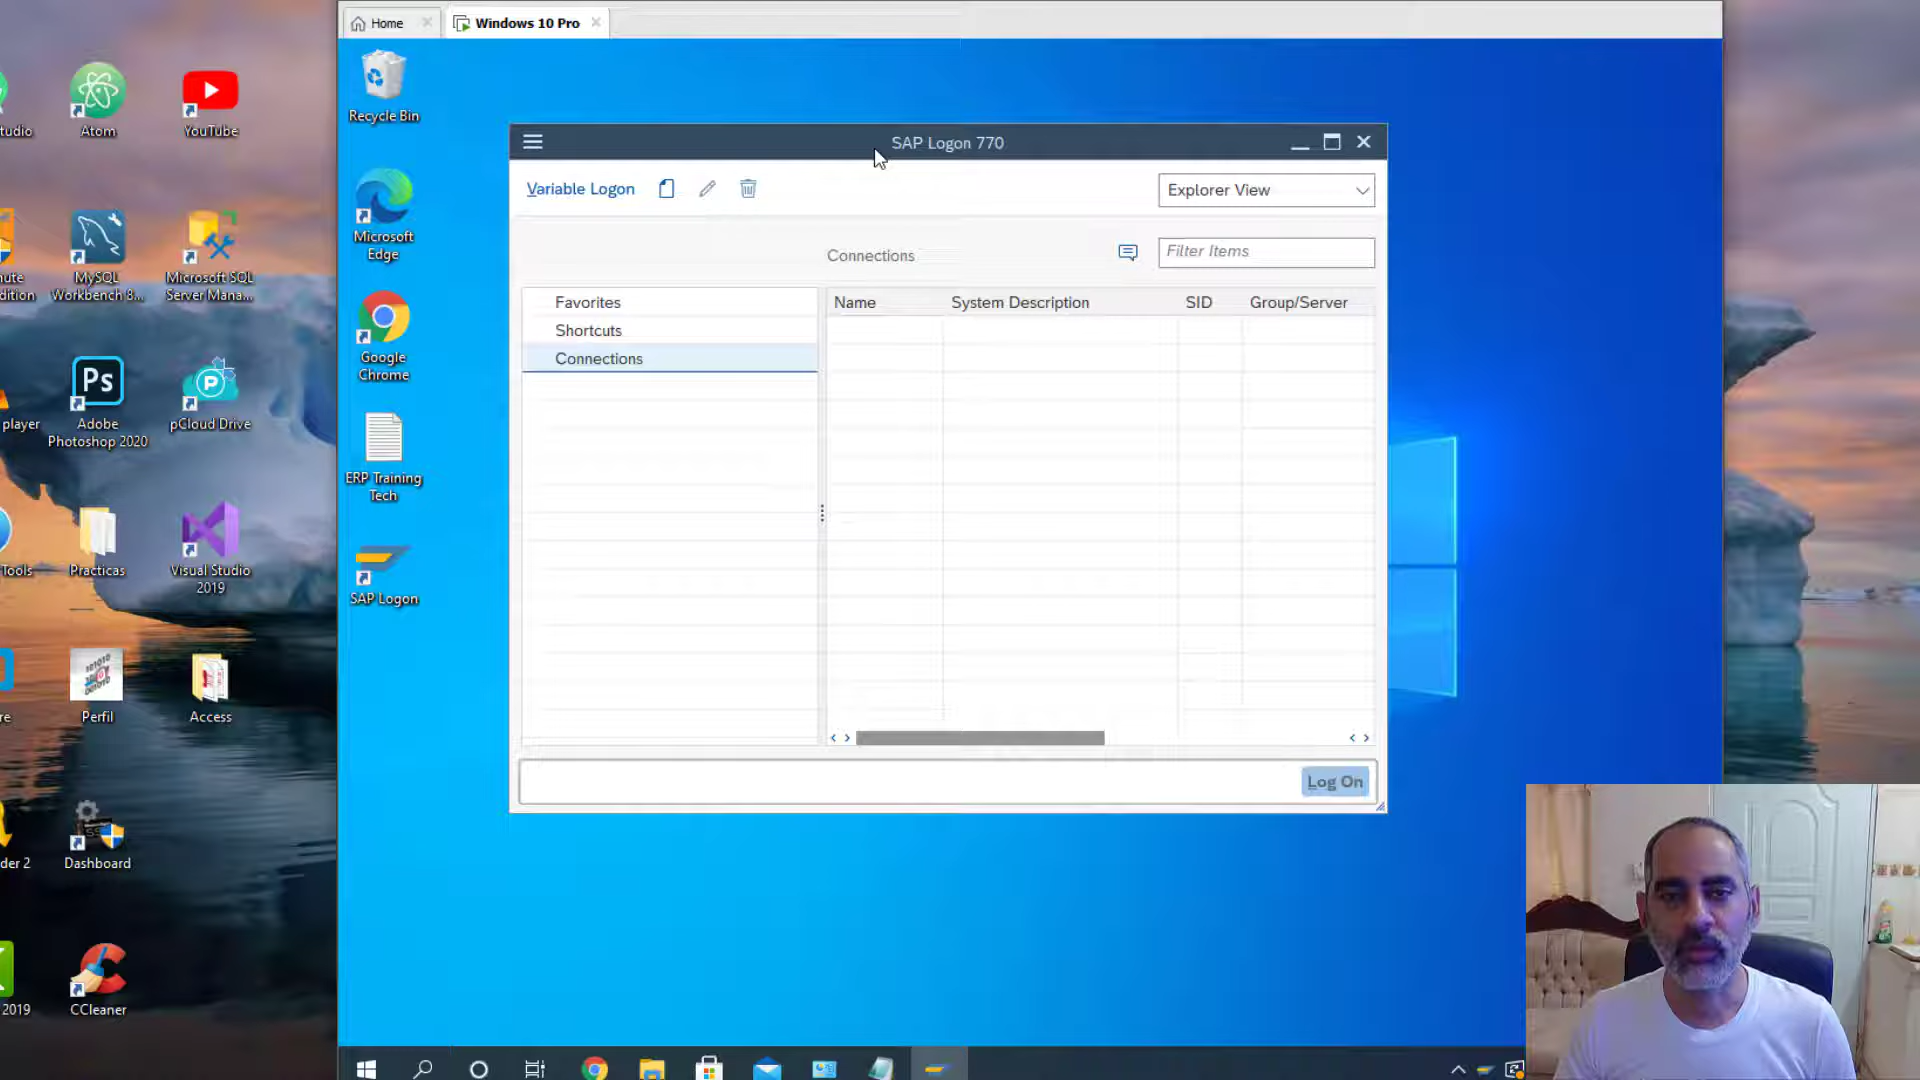 Home
Windows 10 Pro
tudio
Atom
YouTube
Recycle Bin
SAP Logon 770
Variable Logon
Explorer View
Microsoft
Edge
Connections
Filter Items
nute
dition
MySQL
Workbench 8...
Microsoft SQL
Server Mana...
Favorites
Shortcuts
Connections
Name
System Description
SID
Group/Server
Google
Chrome
player
Ps
Adobe
Photoshop 2020
P
pCloud Drive
ERP Training
Tech
Tools
Practicas
Visual Studio
2019
SAP Logon
re
Perfil
Access
Log On
der 2
Dashboard
2019
CCleaner